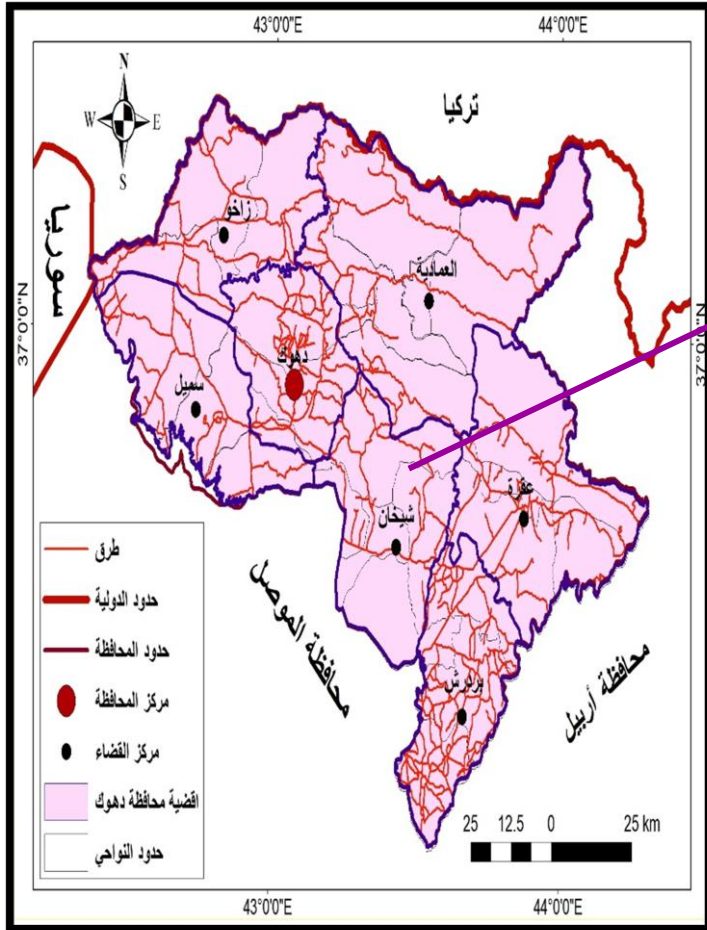 43°0'0"E 44°0'0"E
N
W E
S
تركيا
سوريا
زاخو
العمادية
37°0'0"N 37°0'0"N
دهوك
سميل
عقرة
شيخان
بردرش
محافظة الموصل
محافظة أربيل
طرق
حدود الدولية
حدود المحافظة
مركز المحافظة
مركز القضاء
اقضية محافظة دهوك
حدود النواحي
25 12.5 0 25 km
43°0'0"E 44°0'0"E